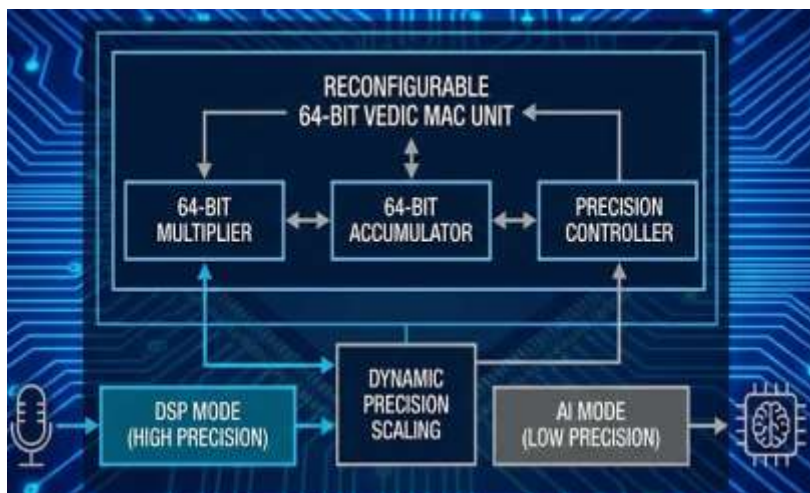 RECONFIGURABLE
64-BIT VEDIC MAC UNIT
64-BIT
MULTIPLIER
64-BIT
ACCUMULATOR
PRECISION
CONTROLLER
DSP MODE
(HIGH PRECISION)
DYNAMIC
PRECISION
SCALING
AI MODE
(LOW PRECISION)